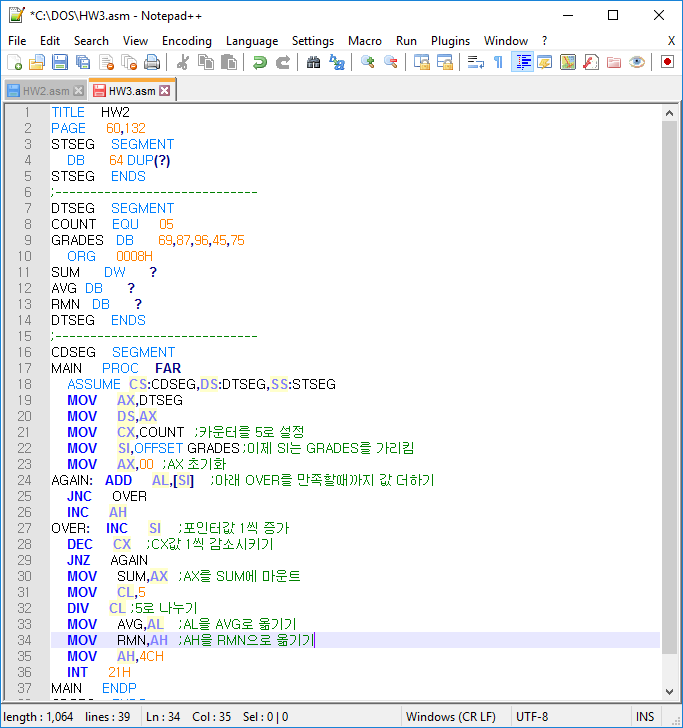 *C:\DOS\HW3.asm - Notepad++
File Edit Search View Encoding Language Settings Macro Run Plugins Window ? X
HW2.asm HW3.asm
1 TITLE HW2
2 PAGE 60,132
3 STSEG SEGMENT
4 DB 64 DUP(?)
5 STSEG ENDS
6 ;-----------------------------
7 DTSEG SEGMENT
8 COUNT EQU 05
9 GRADES DB 69,87,96,45,75
10 ORG 0008H
11 SUM DW ?
12 AVG DB ?
13 RMN DB ?
14 DTSEG ENDS
15 ;-----------------------------
16 CDSEG SEGMENT
17 MAIN PROC FAR
18 ASSUME CS:CDSEG,DS:DTSEG,SS:STSEG
19 MOV AX,DTSEG
20 MOV DS,AX
21 MOV CX,COUNT ;카운터를 5로 설정
22 MOV SI,OFFSET GRADES ;이제 SI는 GRADES를 가리킴
23 MOV AX,00 ;AX 초기화
24 AGAIN: ADD AL,[SI] ;아래 OVER를 만족할때까지 값 더하기
25 JNC OVER
26 INC AH
27 OVER: INC SI ;포인터값 1씩 증가
28 DEC CX ;CX값 1씩 감소시키기
29 JNZ AGAIN
30 MOV SUM,AX ;AX를 SUM에 마운트
31 MOV CL,5
32 DIV CL ;5로 나누기
33 MOV AVG,AL ;AL을 AVG로 옮기기
34 MOV RMN,AH ;AH을 RMN으로 옮기기
35 MOV AH,4CH
36 INT 21H
37 MAIN ENDP
length : 1,064 lines : 39 Ln : 34 Col : 35 Sel : 0 | 0 Windows (CR LF) UTF-8 INS